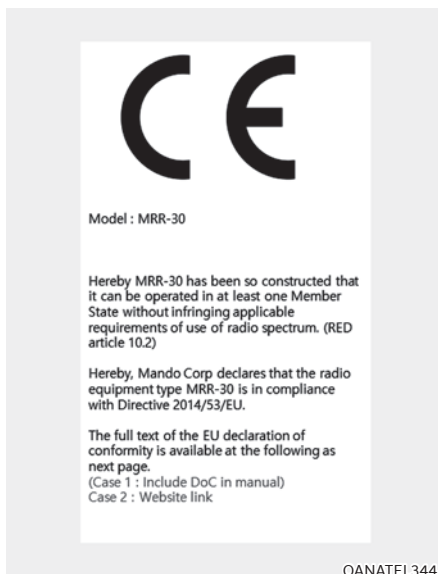 CE
Model : MRR-30
Hereby MRR-30 has been so constructed that
it can be operated in at least one Member
State without infringing applicable
requirements of use of radio spectrum. (RED
article 10.2)
Hereby, Mando Corp declares that the radio
equipment type MRR-30 is in compliance
with Directive 2014/53/EU.
The full text of the EU declaration of
conformity is available at the following as
next page.
(Case 1 : Include DoC in manual)
Case 2 : Website link
OANATEL344